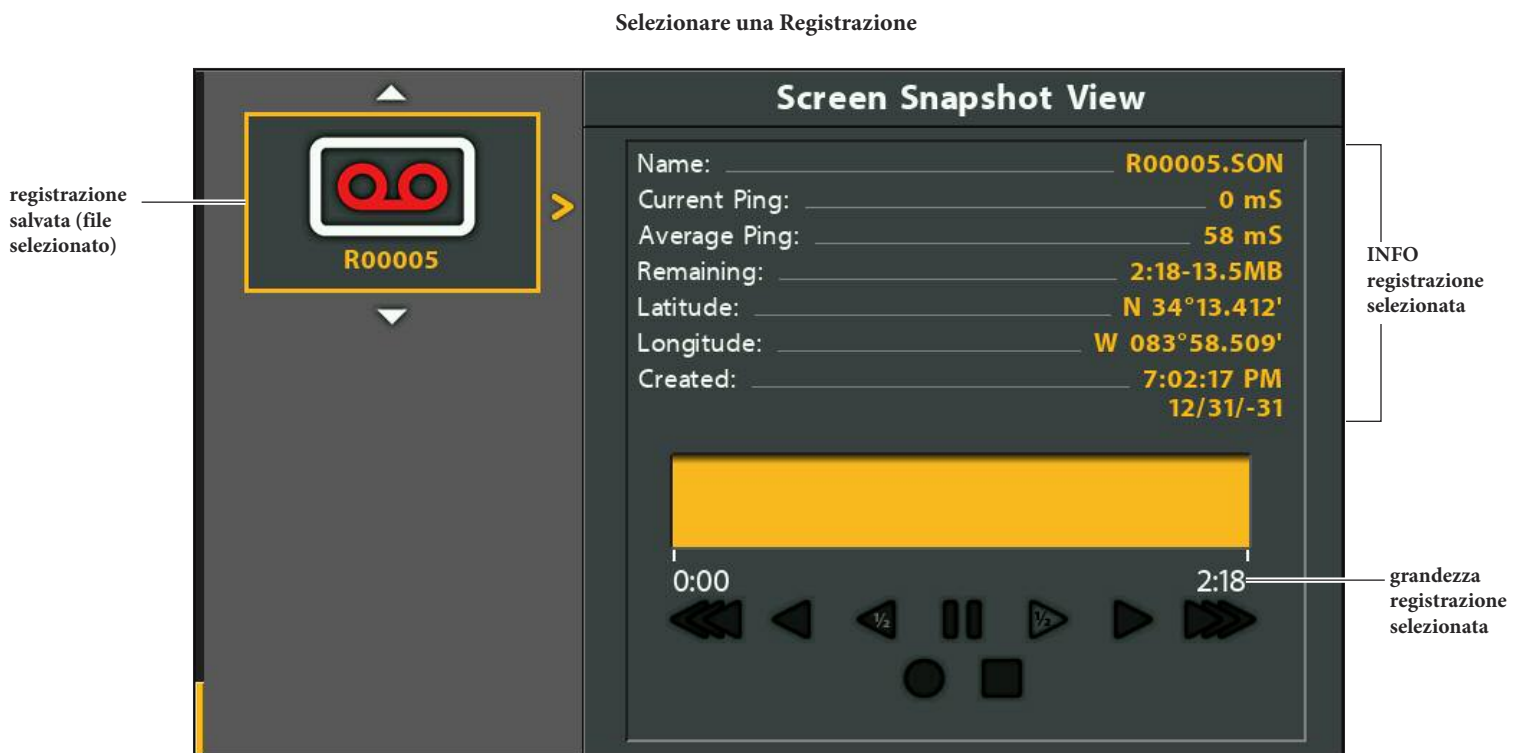 Selezionare una Registrazione
Screen Snapshot View
registrazione
salvata (file
selezionato)
R00005
Name: R00005.SON
Current Ping: 0 mS
Average Ping: 58 mS
Remaining: 2:18-13.5MB
Latitude: N 34°13.412'
Longitude: W 083°58.509'
Created: 7:02:17 PM
12/31/-31
INFO
registrazione
selezionata
0:00 2:18
½ ½
grandezza
registrazione
selezionata